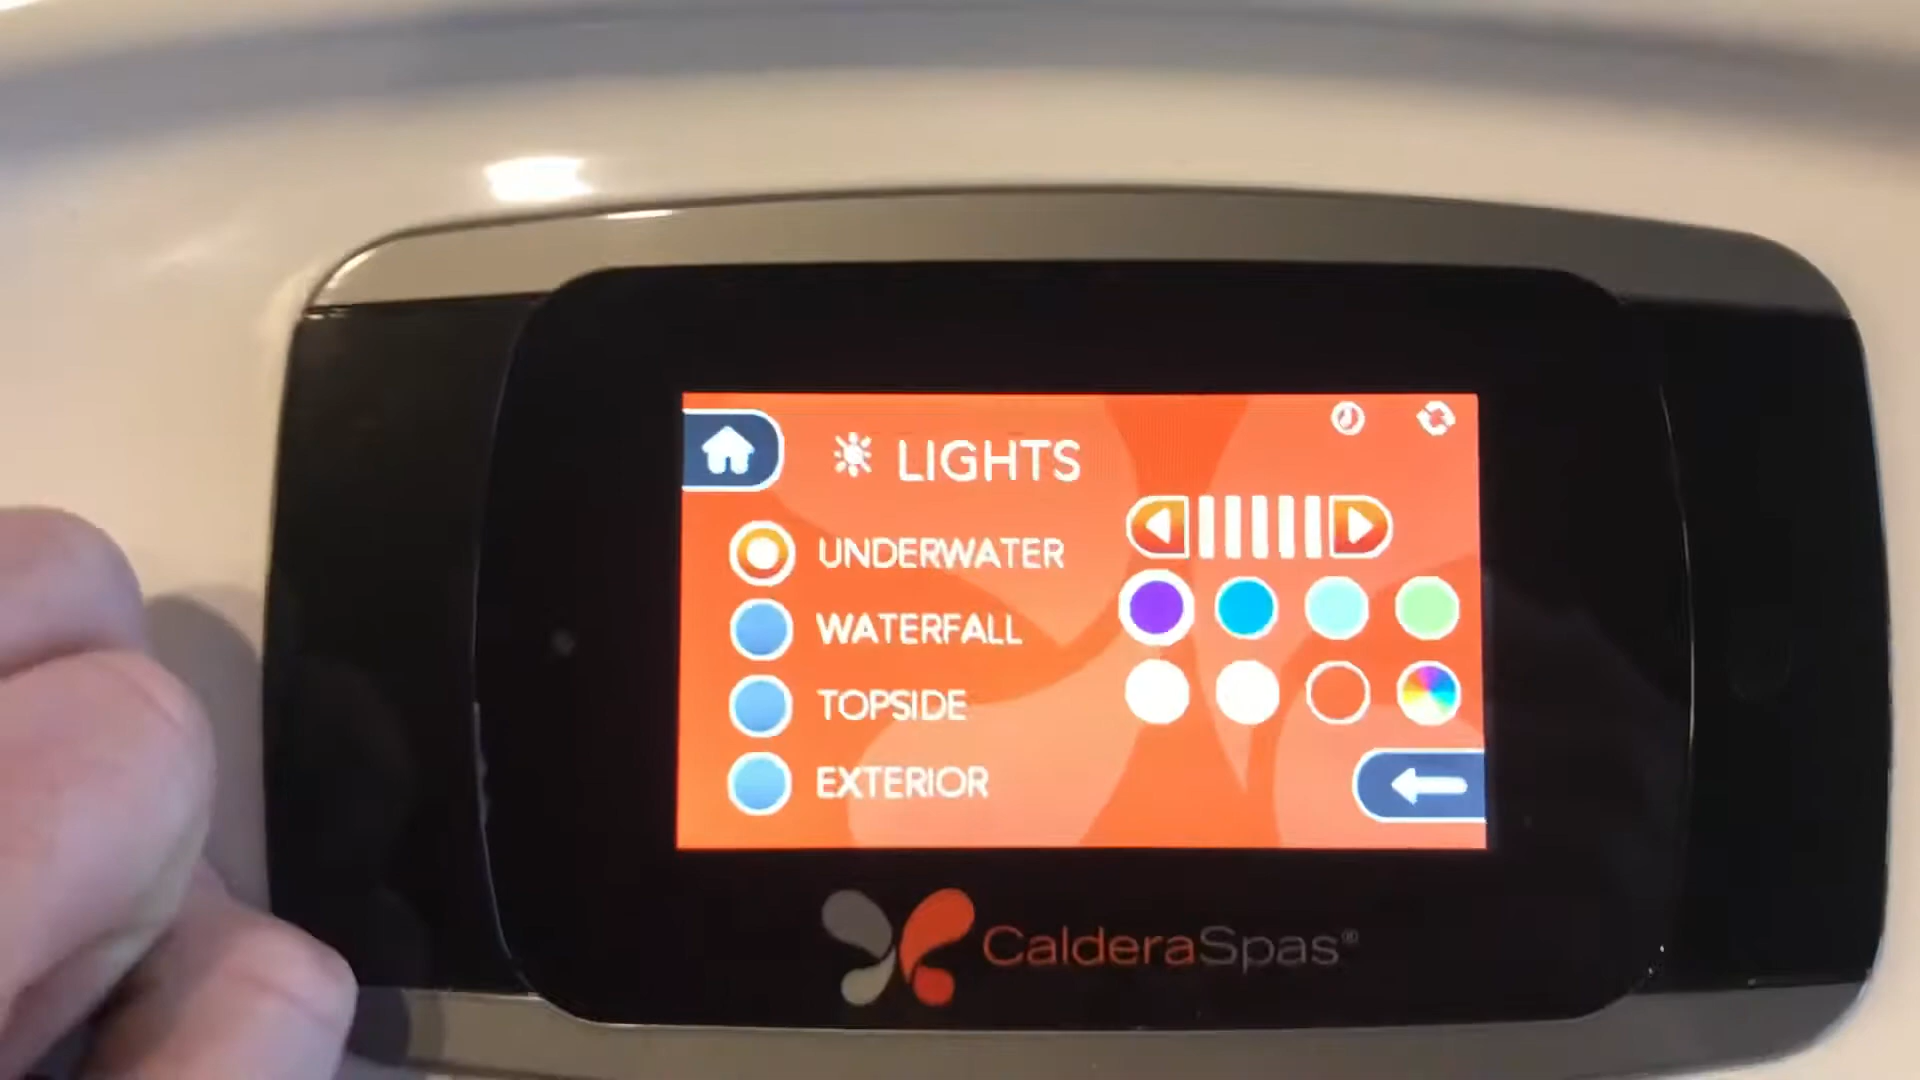 LIGHTS
UNDERWATER
WATERFALL
TOPSIDE
EXTERIOR
CalderaSpas®